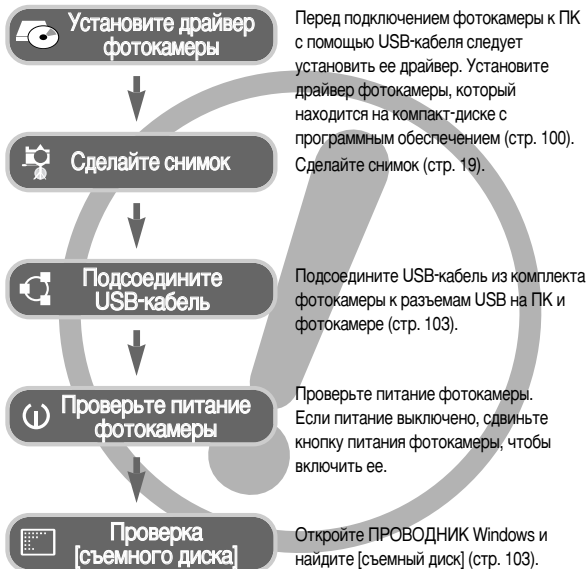 Установите драйвер
фотокамеры
Перед подключением фотокамеры к ПК
с помощью USB-кабеля следует
установить ее драйвер. Установите
драйвер фотокамеры, который
находится на компакт-диске с
программным обеспечением (стр. 100).
Сделайте снимок
Сделайте снимок (стр. 19).
Подсоедините
USB-кабель
Подсоедините USB-кабель из комплекта
фотокамеры к разъемам USB на ПК и
фотокамере (стр. 103).
Проверьте питание
фотокамеры
Проверьте питание фотокамеры.
Если питание выключено, сдвиньте
кнопку питания фотокамеры, чтобы
включить ее.
Проверка
[съемного диска]
Откройте ПРОВОДНИК Windows и
найдите [съемный диск] (стр. 103).